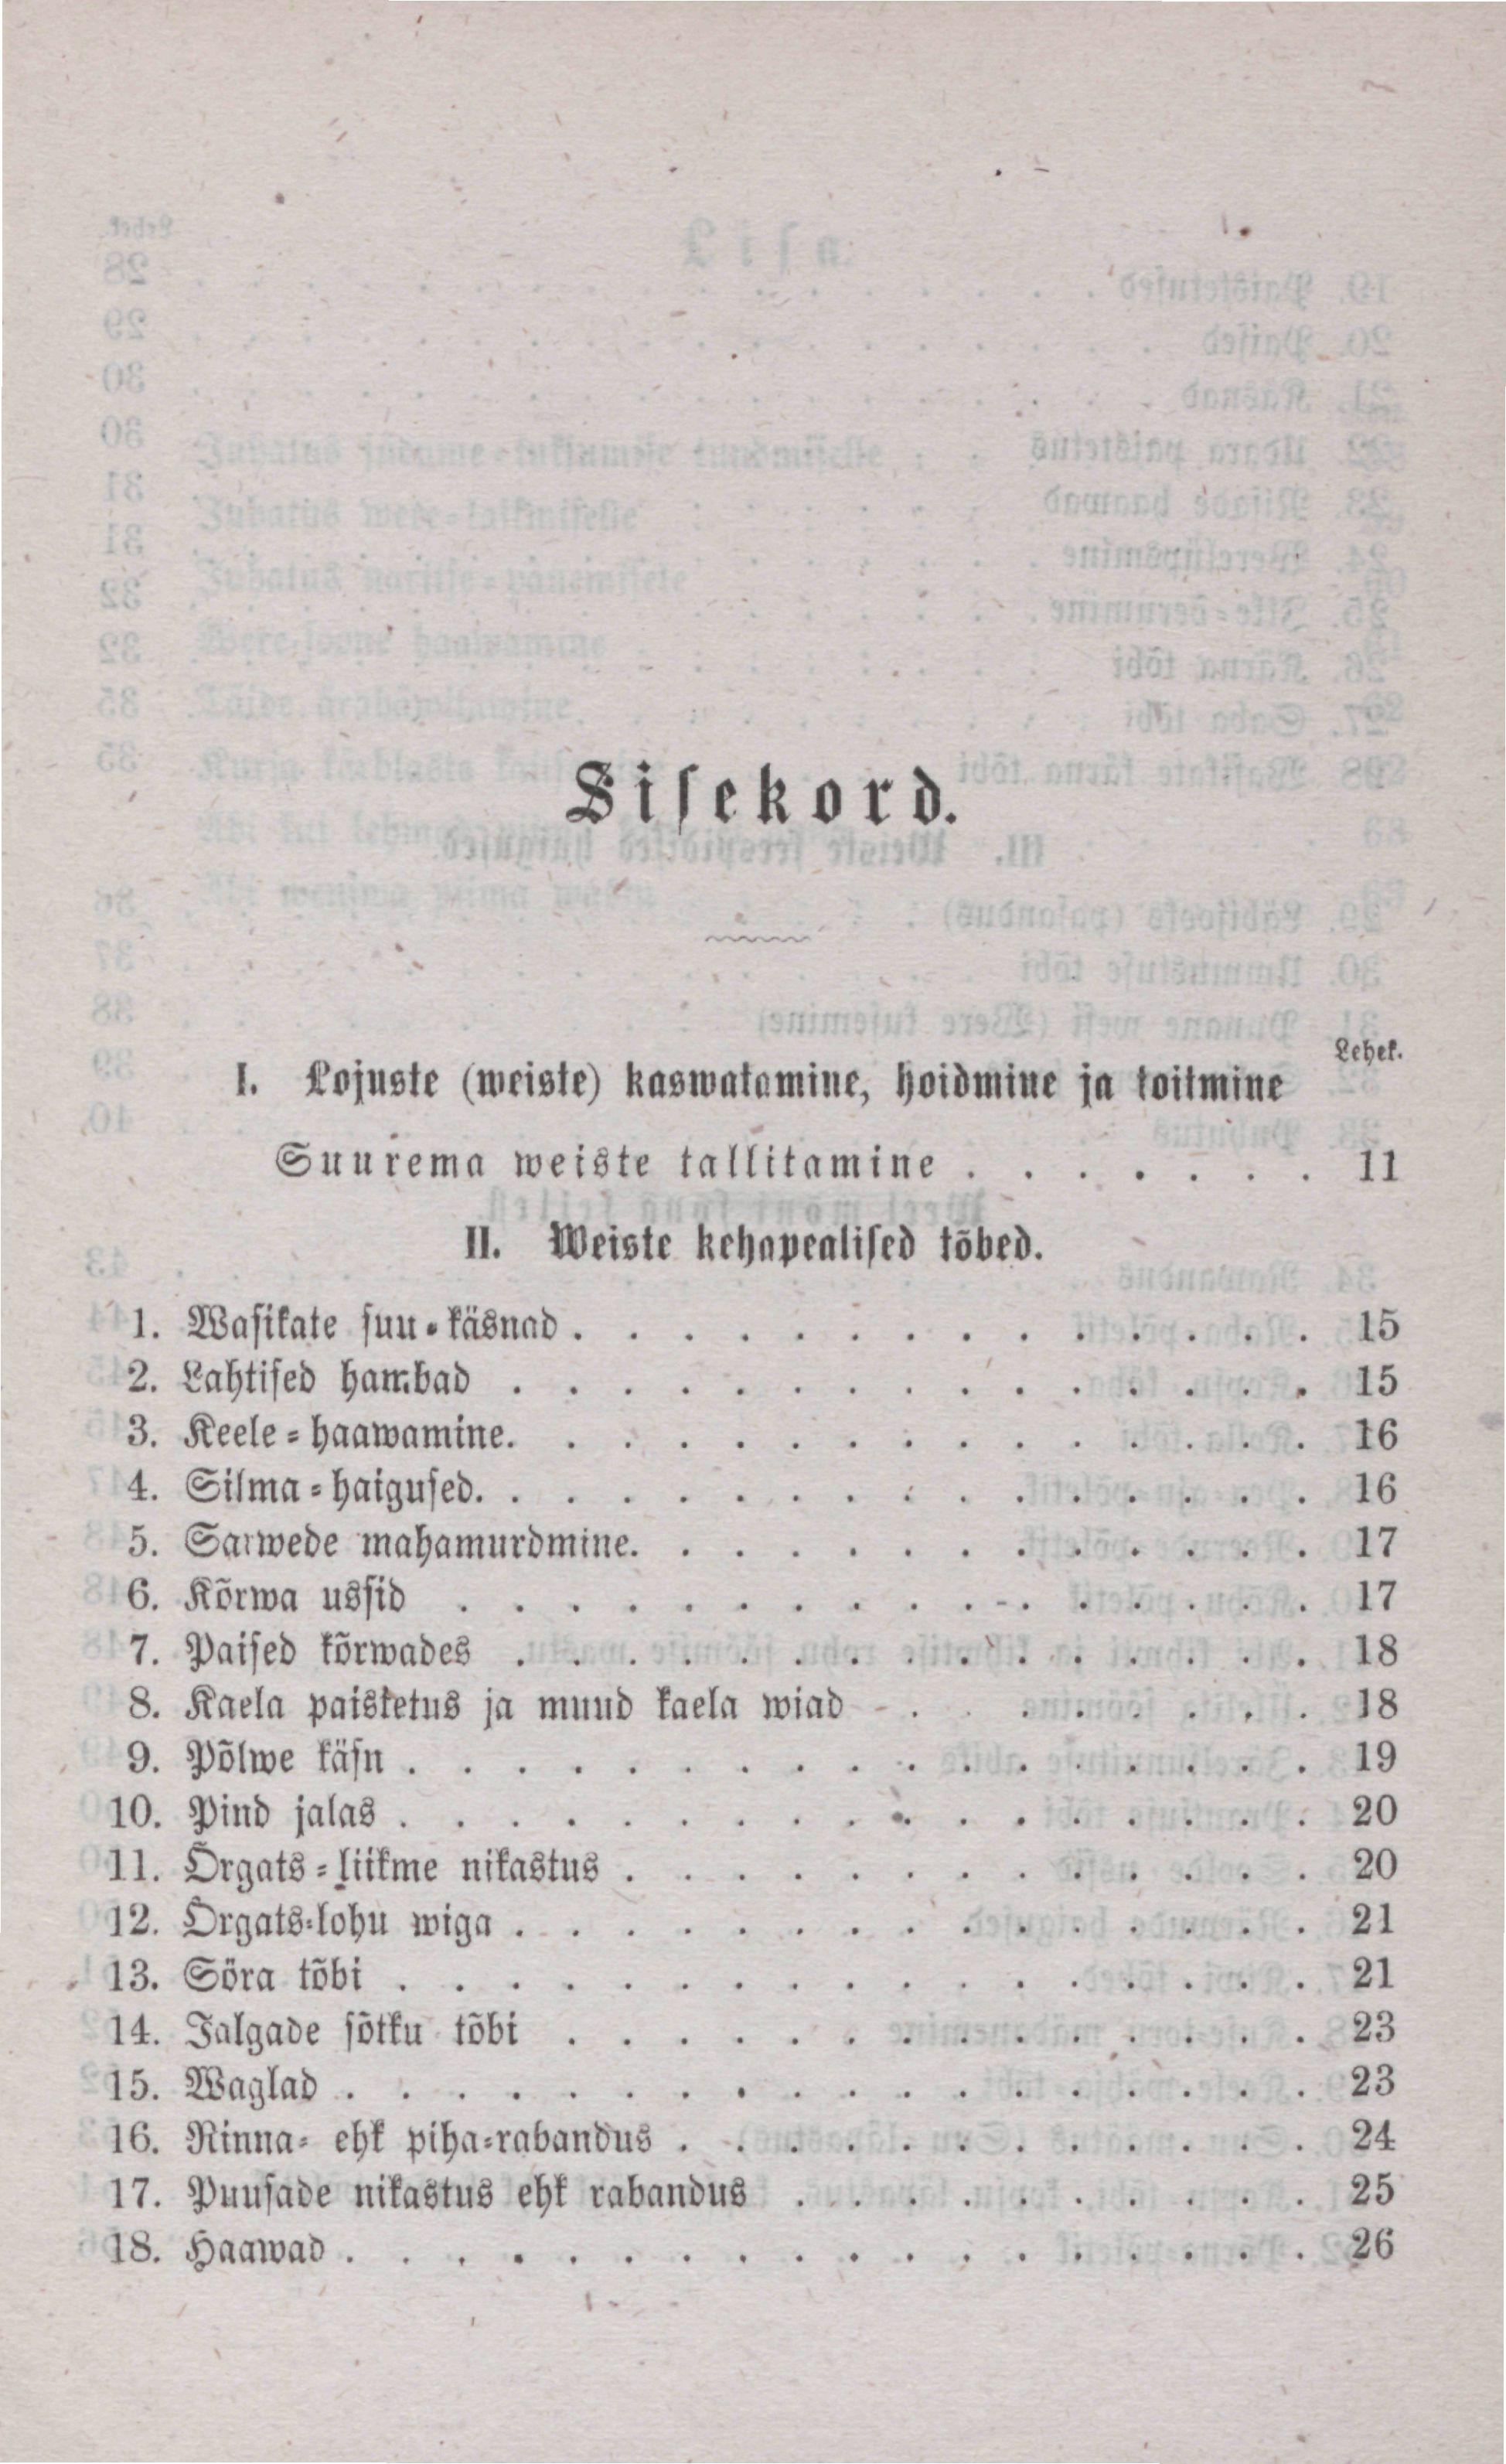 Sisekord.
Lehek.
I. Lojuste (weiste) kaswatamine, hoidmine ja toitmine
Suurema weiste tallitamine . . . . . . . 11
II. Weiste kehapealised tõbed.
1. Wasikate suu-käsnad . . . . . . . . . . . . . . 15
2. Lahtised hambad . . . . . . . . . . . . . . . 15
3. Keele-haawamine. . . . . . . . . . . . . . . 16
4. Silma-haigused. . . . . . . . . . . . . . . . 16
5. Sarwede mahamurdmine. . . . . . . . . . . . . 17
6. Kõrwa ussid . . . . . . . . . . . . . . . . 17
7. Paised kõrwades . . . . . . . . . . . . . . . 18
8. Kaela paisketus ja muud kaela wiad . . . . . . . 18
9. Põlwe käsn . . . . . . . . . . . . . . . . . 19
10. Pind jalas . . . . . . . . . . . . . . . . . 20
11. Örgats-liikme nikastus . . . . . . . . . . . . . 20
12. Örgats-lohu wiga . . . . . . . . . . . . . . . 21
13. Söra tõbi . . . . . . . . . . . . . . . . . 21
14. Jalgade sõtku tõbi . . . . . . . . . . . . . . 23
15. Waglad . . . . . . . . . . . . . . . . . . 23
16. Rinna- ehk piha-rabandus . . . . . . . . . . . . 24
17. Puusade nikastus ehk rabandus . . . . . . . . . . 25
18. Haawad . . . . . . . . . . . . . . . . . . 26